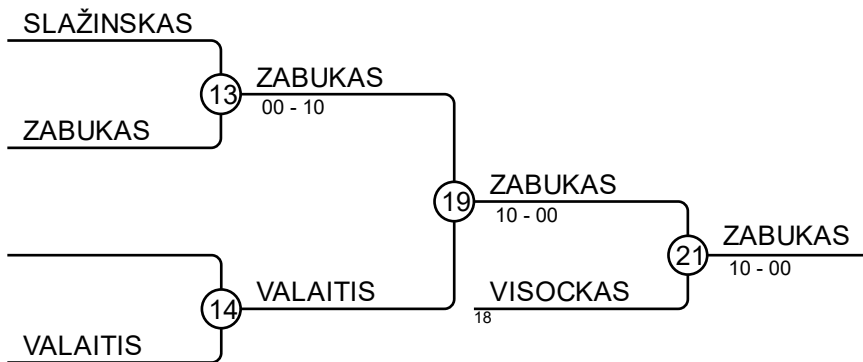 SLAŽINSKAS
13
ZABUKAS
00 - 10
ZABUKAS
19
ZABUKAS
10 - 00
21
ZABUKAS
10 - 00
14
VALAITIS
VISOCKAS
18
VALAITIS